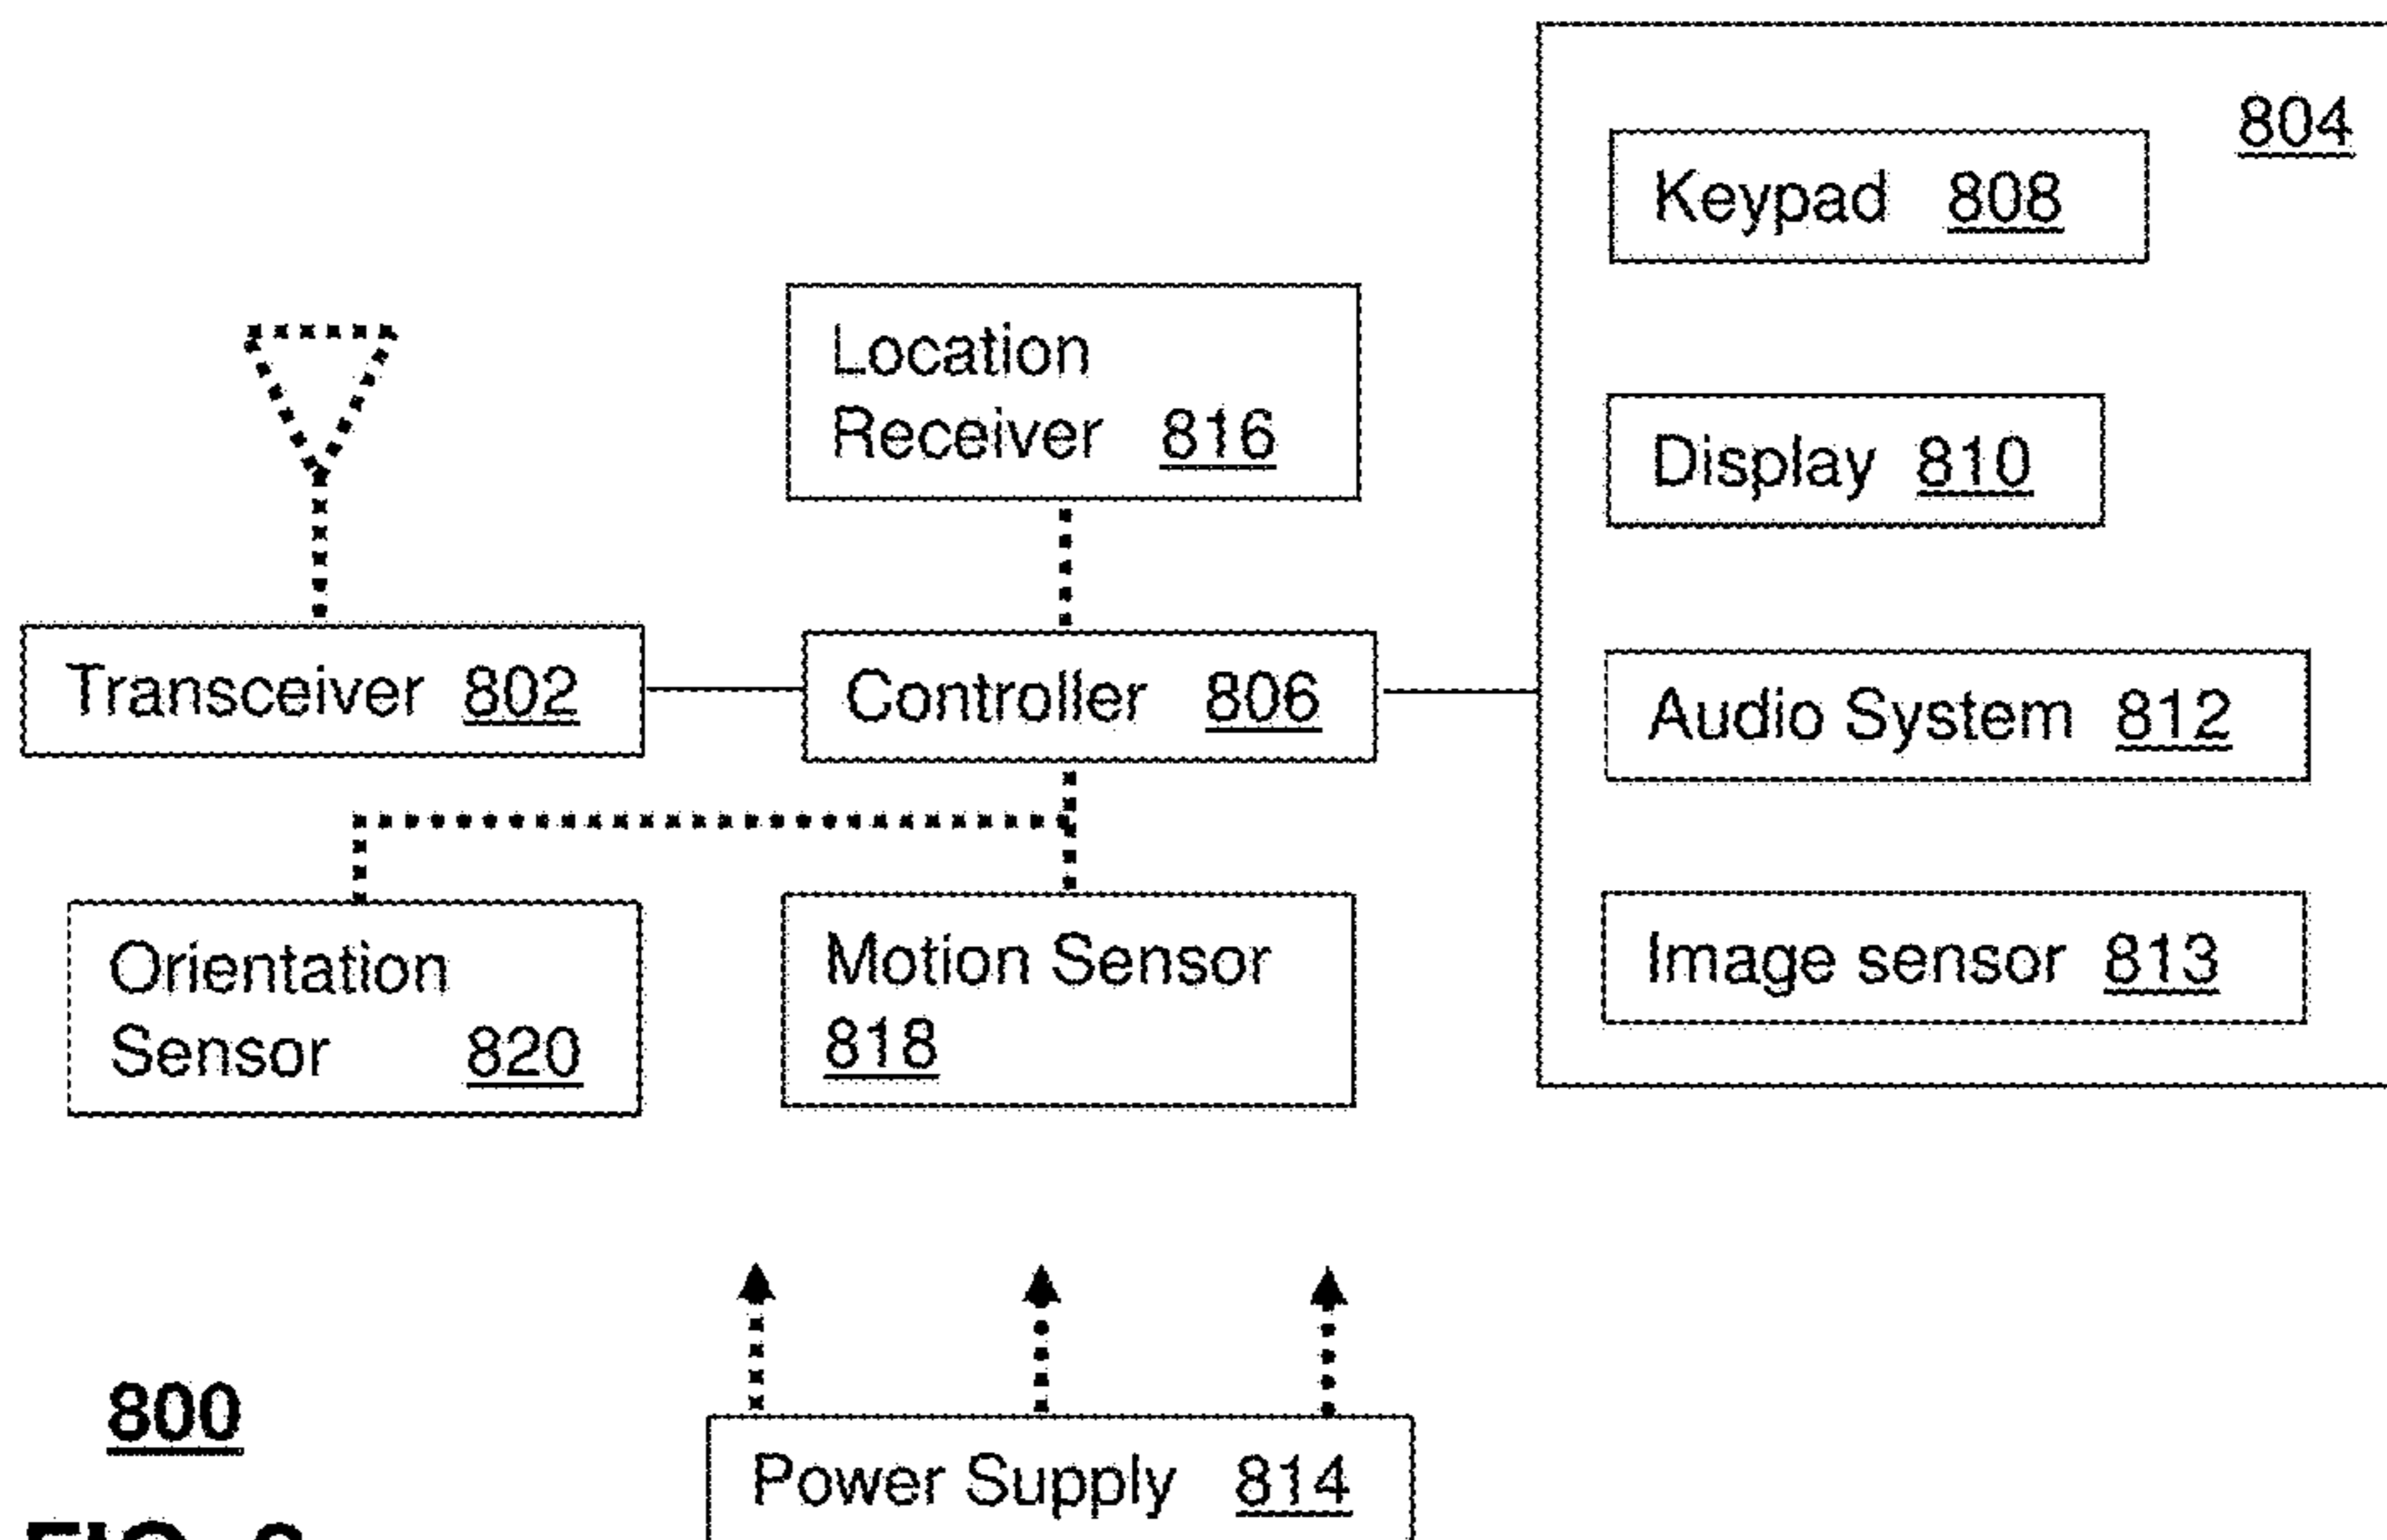 804
Keypad 808
Location
Receiver 816
Display 810
Transceiver 802
Controller 806
Audio System 812
Orientation
Sensor 820
Motion Sensor
818
Image sensor 813
800
Power Supply 814